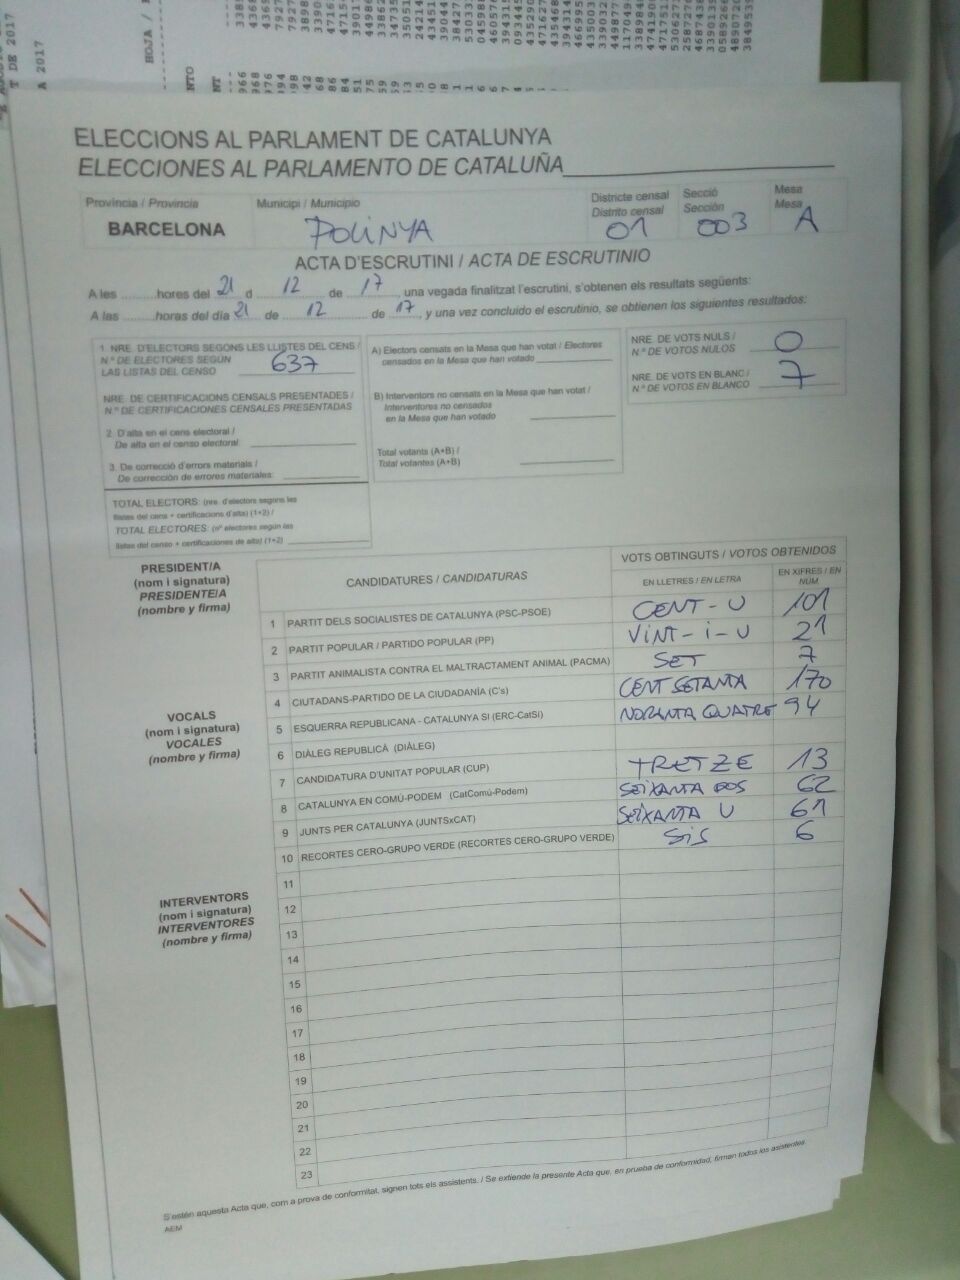 ELECCIONS AL PARLAMENT DE CATALUNYA
ELECCIONES AL PARLAMENTO DE CATALUÑA
Província / Provincia Municipi / Municipio Districte censal Secció Mesa
Distrito censal Sección Mesa
BARCELONA POLINYA 01 003 A
ACTA D'ESCRUTINI / ACTA DE ESCRUTINIO
A les ..........hores del 21 d 12 de 17, una vegada finalitzat l'escrutini, s'obtenen els resultats següents:
A las ..........horas del día 21 de 12 de 17, y una vez concluido el escrutinio, se obtienen los siguientes resultados:
1. NRE. D'ELECTORS SEGONS LES LLISTES DEL CENS /
N.º DE ELECTORES SEGÚN
LAS LISTAS DEL CENSO 637
NRE. DE CERTIFICACIONS CENSALS PRESENTADES /
N.º DE CERTIFICACIONES CENSALES PRESENTADAS
2. D'alta en el cens electoral /
De alta en el censo electoral:
3. De correcció d'errors materials /
De corrección de errores materiales:
TOTAL ELECTORS: (nre. d'electors segons les
llistes del cens + certificacions d'alta) (1+2) /
TOTAL ELECTORES: (nº electores según las
listas del censo + certificaciones de alta) (1+2)
A) Electors censats en la Mesa que han votat / Electores
censados en la Mesa que han votado
B) Interventors no censats en la Mesa que han votat /
Interventores no censados
en la Mesa que han votado
Total votants (A+B) /
Total votantes (A+B)
NRE. DE VOTS NULS /
N.º DE VOTOS NULOS 0
NRE. DE VOTS EN BLANC /
N.º DE VOTOS EN BLANCO 7
PRESIDENT/A
(nom i signatura)
PRESIDENTE/A
(nombre y firma)
VOCALS
(nom i signatura)
VOCALES
(nombre y firma)
INTERVENTORS
(nom i signatura)
INTERVENTORES
(nombre y firma)
CANDIDATURES / CANDIDATURAS VOTS OBTINGUTS / VOTOS OBTENIDOS
EN LLETRES / EN LETRA EN XIFRES / EN NUM
1 PARTIT DELS SOCIALISTES DE CATALUNYA (PSC-PSOE) CENT-U 101
2 PARTIT POPULAR / PARTIDO POPULAR (PP) VINT-i-U 21
3 PARTIT ANIMALISTA CONTRA EL MALTRACTAMENT ANIMAL (PACMA) SET 7
4 CIUTADANS-PARTIDO DE LA CIUDADANÍA (C's) CENT SETANTA 170
5 ESQUERRA REPUBLICANA - CATALUNYA SI (ERC-CatSí) NORANTA QUATRE 94
6 DIÀLEG REPUBLICÀ (DIÀLEG)
7 CANDIDATURA D'UNITAT POPULAR (CUP) TRETZE 13
8 CATALUNYA EN COMÚ-PODEM (CatComú-Podem) SEIXANTA DOS 62
9 JUNTS PER CATALUNYA (JUNTSxCAT) SEIXANTA U 61
10 RECORTES CERO-GRUPO VERDE (RECORTES CERO-GRUPO VERDE) SiS 6
11
12
13
14
15
16
17
18
19
20
21
22
23
S'estén aquesta Acta que, com a prova de conformitat, signen tots els assistents. / Se extiende la presente Acta que, en prueba de conformidad, firman todos los asistentes.
AEM